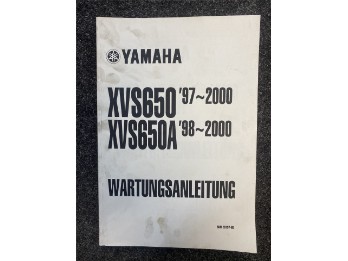 YAMAHA
XVS650 '97~2000
XVS650A '98~2000
WARTUNGSANLEITUNG